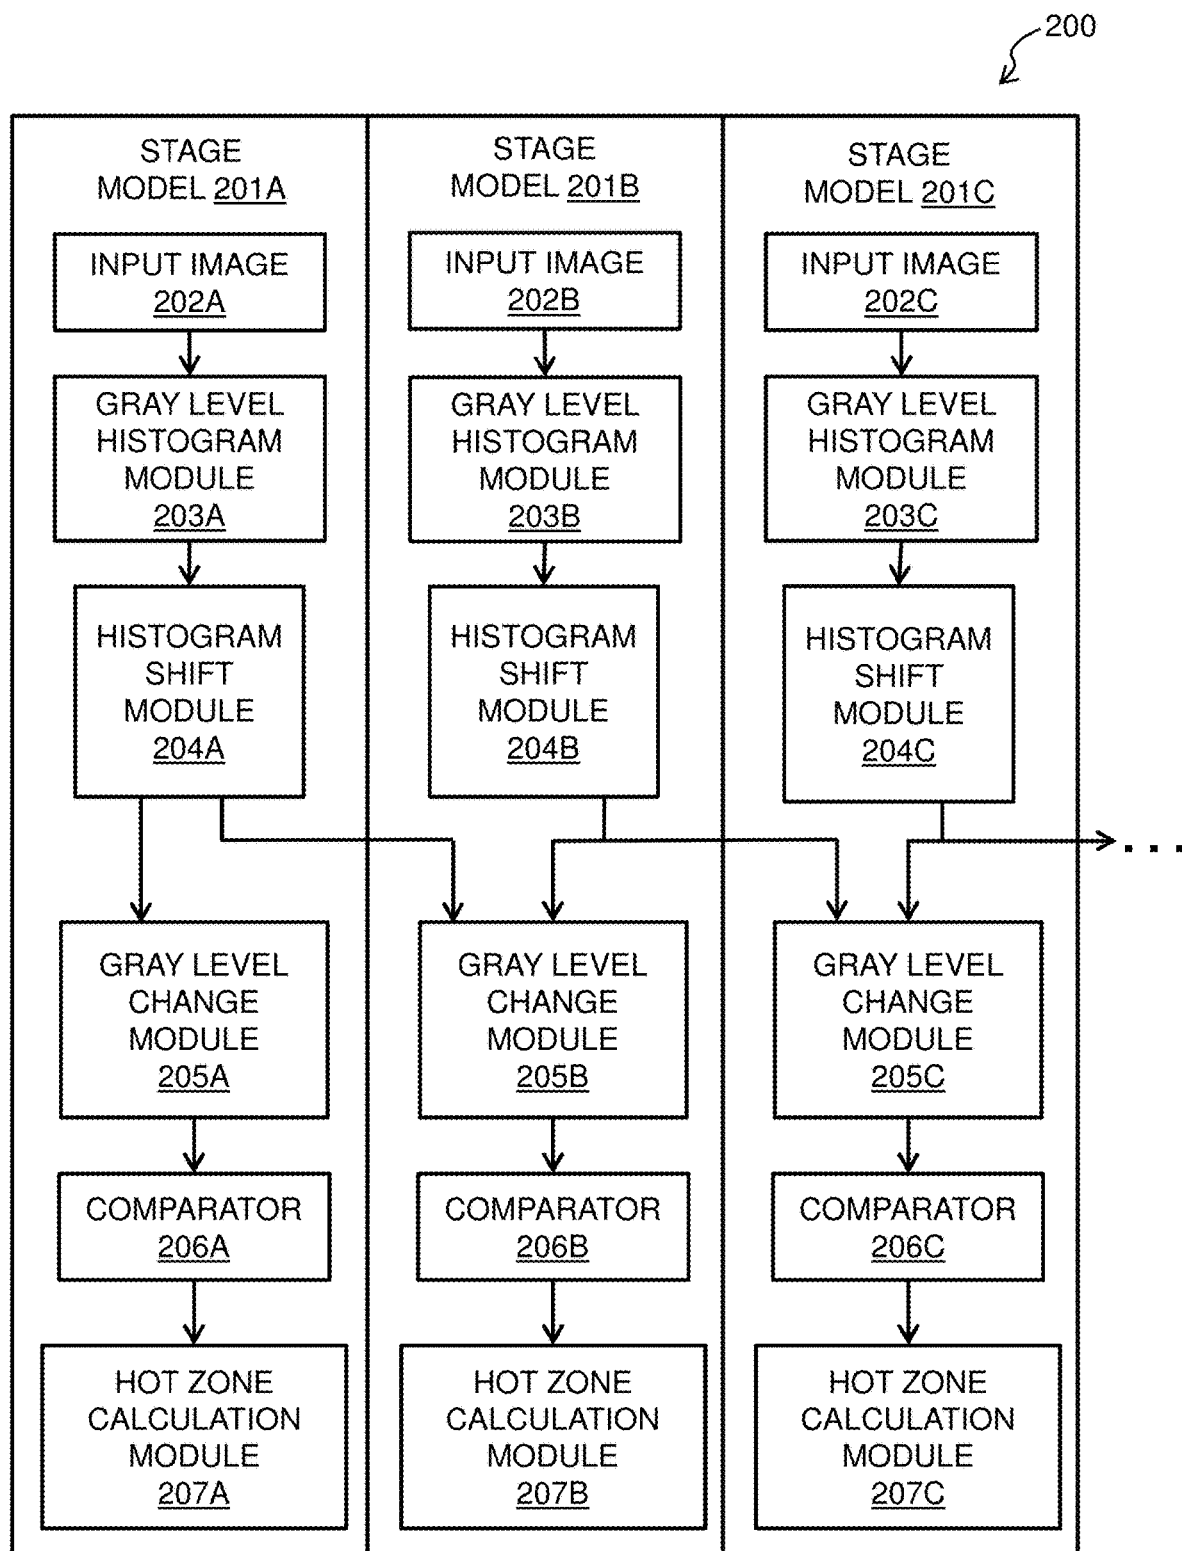 200
STAGE
MODEL 201A
INPUT IMAGE
202A
GRAY LEVEL
HISTOGRAM
MODULE
203A
HISTOGRAM
SHIFT
MODULE
204A
GRAY LEVEL
CHANGE
MODULE
205A
COMPARATOR
206A
HOT ZONE
CALCULATION
MODULE
207A
STAGE
MODEL 201B
INPUT IMAGE
202B
GRAY LEVEL
HISTOGRAM
MODULE
203B
HISTOGRAM
SHIFT
MODULE
204B
GRAY LEVEL
CHANGE
MODULE
205B
COMPARATOR
206B
HOT ZONE
CALCULATION
MODULE
207B
STAGE
MODEL 201C
INPUT IMAGE
202C
GRAY LEVEL
HISTOGRAM
MODULE
203C
HISTOGRAM
SHIFT
MODULE
204C
. . .
GRAY LEVEL
CHANGE
MODULE
205C
COMPARATOR
206C
HOT ZONE
CALCULATION
MODULE
207C